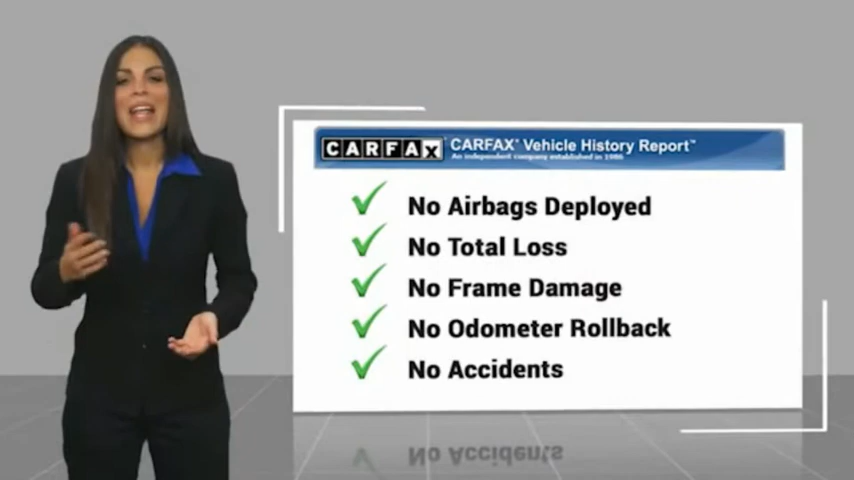 CARFAX CARFAX® Vehicle History Report™
An independent company established in 1986
No Airbags Deployed
No Total Loss
No Frame Damage
No Odometer Rollback
No Accidents
No Accidents